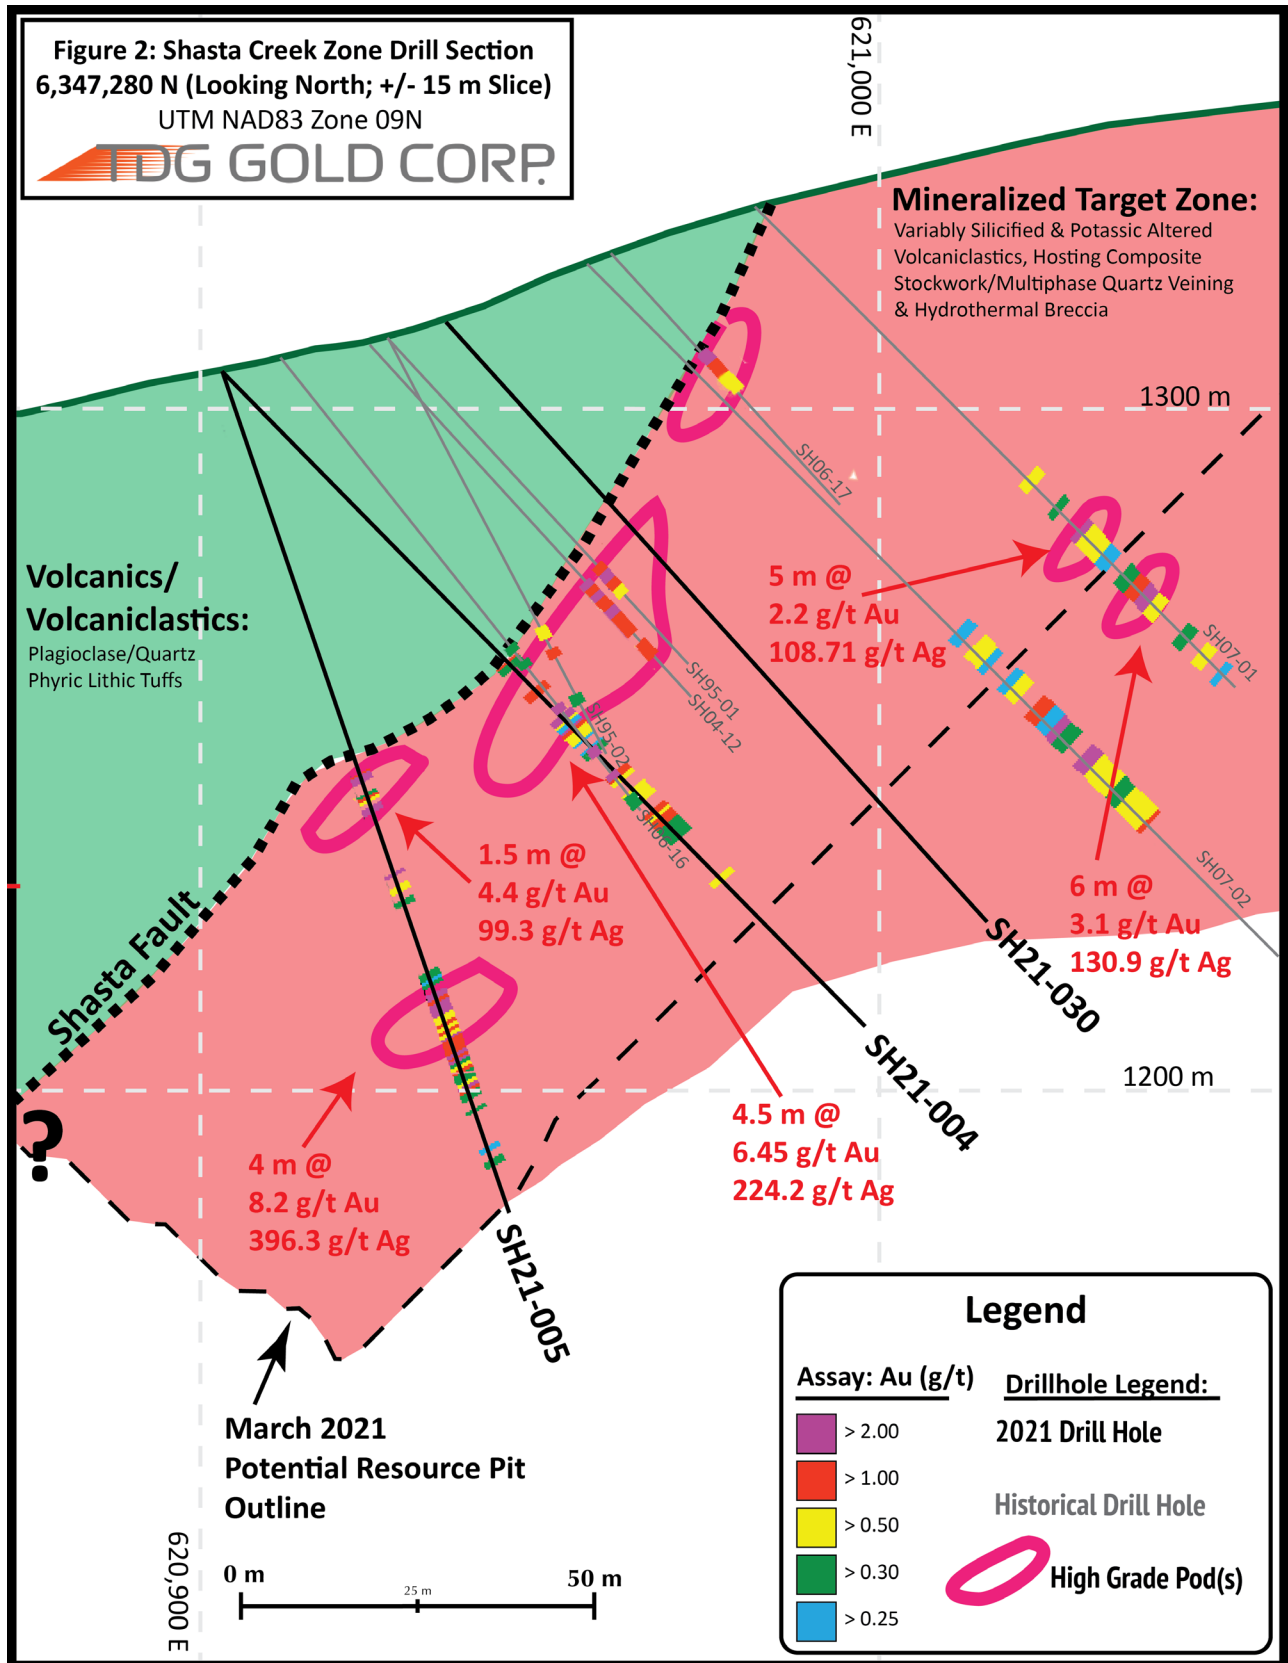 Figure 2: Shasta Creek Zone Drill Section
6,347,280 N (Looking North; +/- 15 m Slice)
UTM NAD83 Zone 09N
TDG GOLD CORP.
621,000 E
Mineralized Target Zone:
Variably Silicified & Potassic Altered
Volcaniclastics, Hosting Composite
Stockwork/Multiphase Quartz Veining
& Hydrothermal Breccia
1300 m
SH06-17
Volcanics/
Volcaniclastics:
Plagioclase/Quartz
Phyric Lithic Tuffs
5 m @
2.2 g/t Au
108.71 g/t Ag
SH07-01
SH95-01
SH04-12
SH95-02
SH06-16
1.5 m @
4.4 g/t Au
99.3 g/t Ag
SH07-02
6 m @
3.1 g/t Au
130.9 g/t Ag
Shasta Fault
SH21-030
SH21-004
1200 m
?
4.5 m @
6.45 g/t Au
224.2 g/t Ag
4 m @
8.2 g/t Au
396.3 g/t Ag
SH21-005
March 2021
Potential Resource Pit
Outline
620,900 E
0 m
25 m
50 m
Legend
Assay: Au (g/t)
> 2.00
> 1.00
> 0.50
> 0.30
> 0.25
Drillhole Legend:
2021 Drill Hole
Historical Drill Hole
High Grade Pod(s)